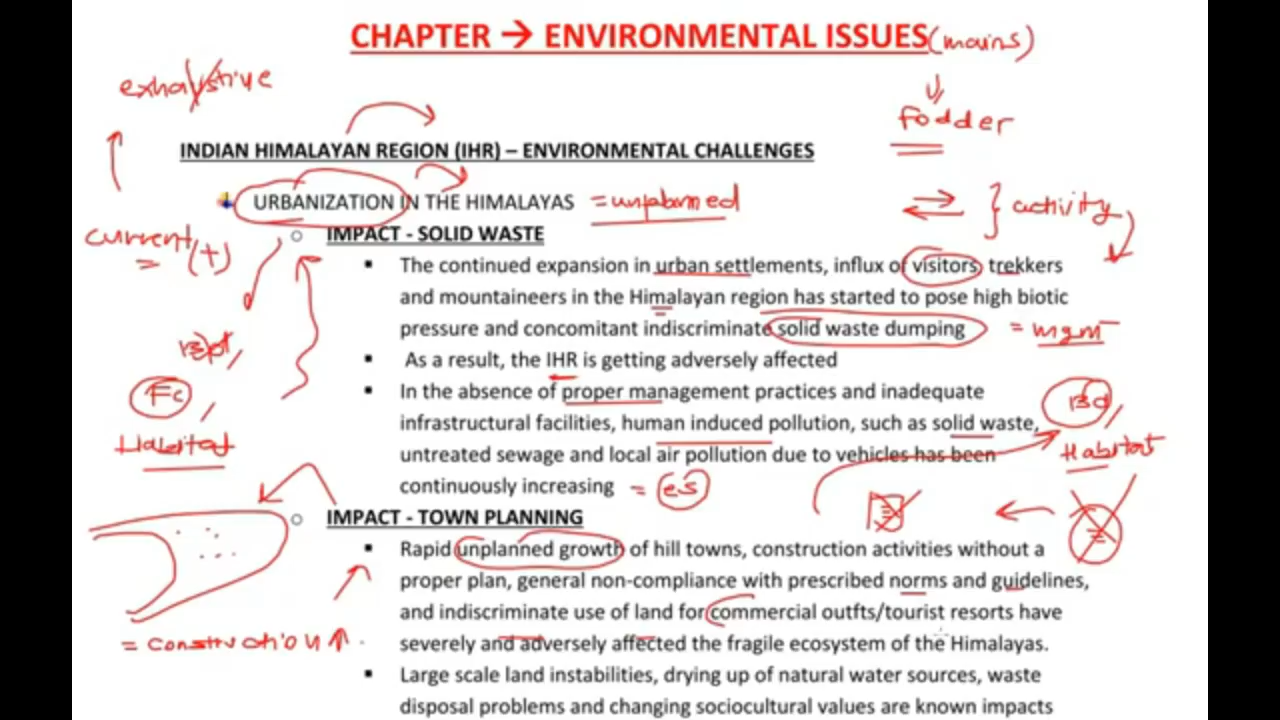 CHAPTER → ENVIRONMENTAL ISSUES (mains)
exhaustive
fodder
INDIAN HIMALAYAN REGION (IHR) – ENVIRONMENTAL CHALLENGES
URBANIZATION IN THE HIMALAYAS = unplanned
activity
current (+)
IMPACT - SOLID WASTE
The continued expansion in urban settlements, influx of visitors, trekkers
and mountaineers in the Himalayan region has started to pose high biotic
pressure and concomitant indiscriminate solid waste dumping = mgmt
As a result, the IHR is getting adversely affected
Fc
Habitat
In the absence of proper management practices and inadequate
infrastructural facilities, human induced pollution, such as solid waste,
untreated sewage and local air pollution due to vehicles has been
continuously increasing = es
BD
Habitat
IMPACT - TOWN PLANNING
Rapid unplanned growth of hill towns, construction activities without a
proper plan, general non-compliance with prescribed norms and guidelines,
and indiscriminate use of land for commercial outfts/tourist resorts have
severely and adversely affected the fragile ecosystem of the Himalayas.
= construction ↑
Large scale land instabilities, drying up of natural water sources, waste
disposal problems and changing sociocultural values are known impacts